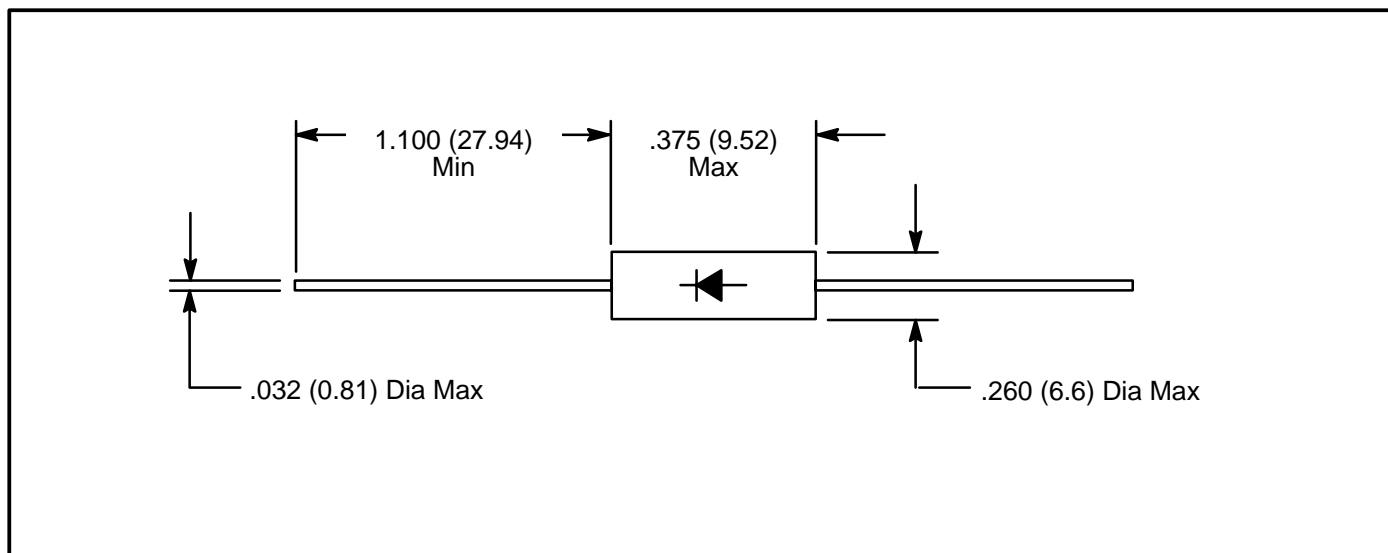 1.100 (27.94)
Min
.375 (9.52)
Max
.032 (0.81) Dia Max
.260 (6.6) Dia Max